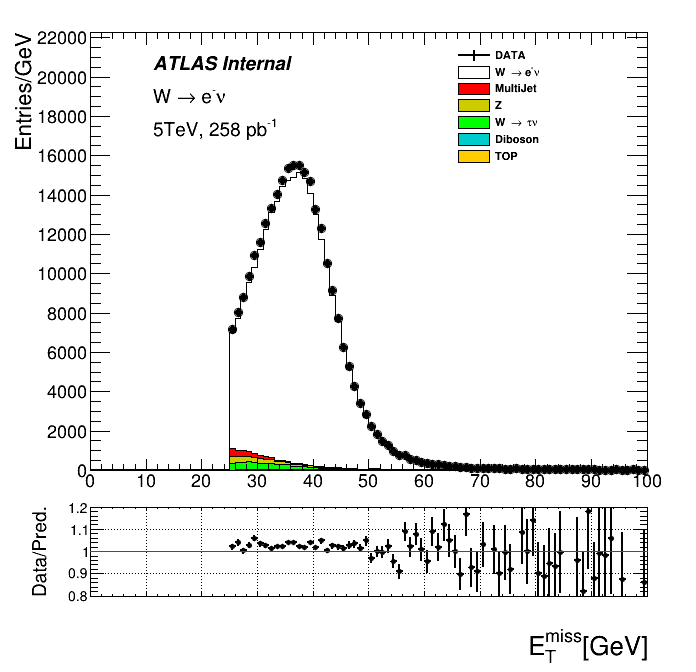 Entries/GeV
22000
20000
18000
16000
14000
12000
10000
8000
6000
4000
2000
0
ATLAS Internal
W → e⁻ν
5TeV, 258 pb⁻¹
DATA
W → e⁻ν
MultiJet
Z
W → τν
Diboson
TOP
0 10 20 30 40 50 60 70 80 90 100
Data/Pred.
1.2
1.1
1
0.9
0.8
E_T^miss[GeV]